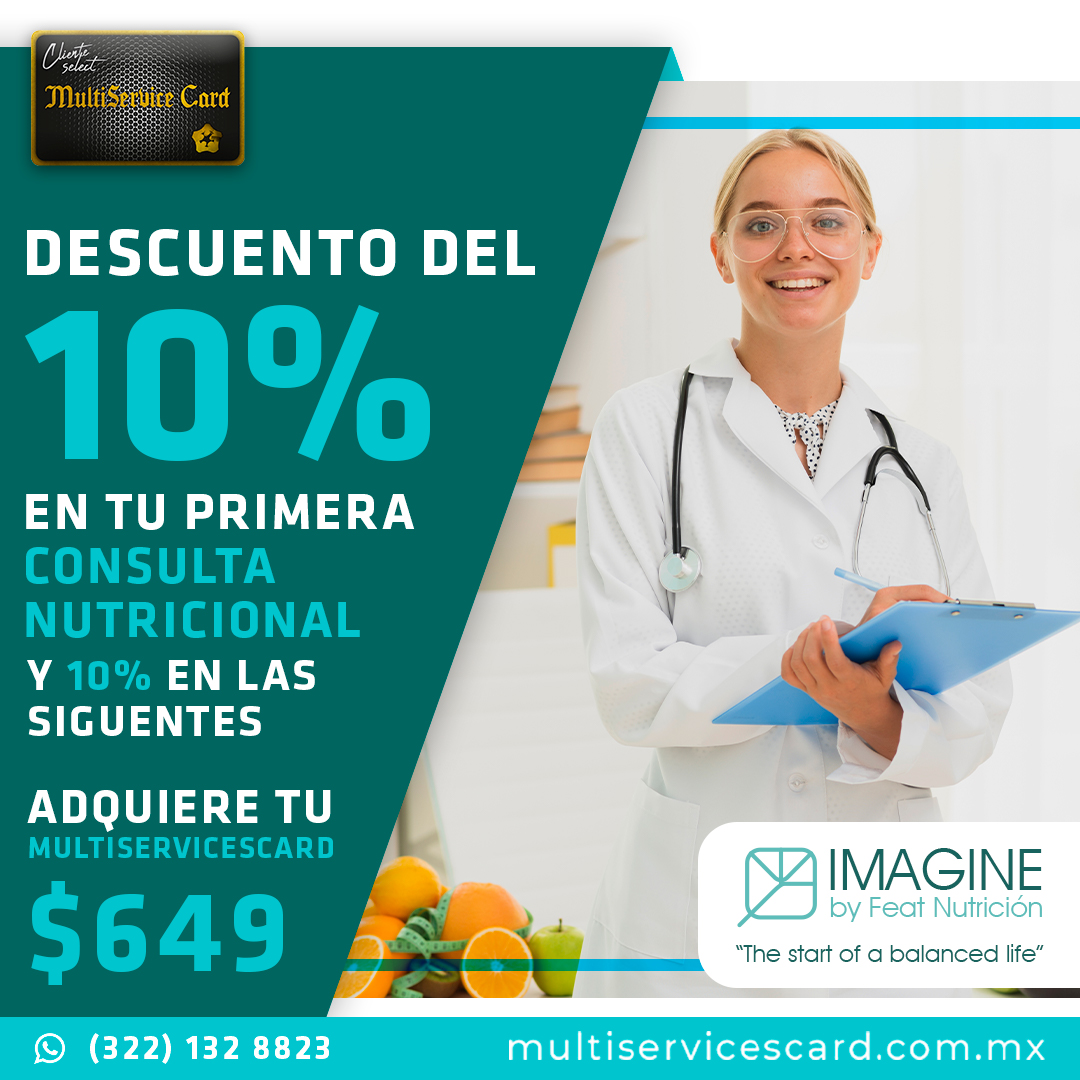 Cliente
select
MultiService Card
DESCUENTO DEL
10%
EN TU PRIMERA
CONSULTA
NUTRICIONAL
Y 10% EN LAS
SIGUENTES
ADQUIERE TU
MULTISERVICESCARD
$649
IMAGINE
by Feat Nutrición
“The start of a balanced life”
(322) 132 8823
multiservicescard.com.mx